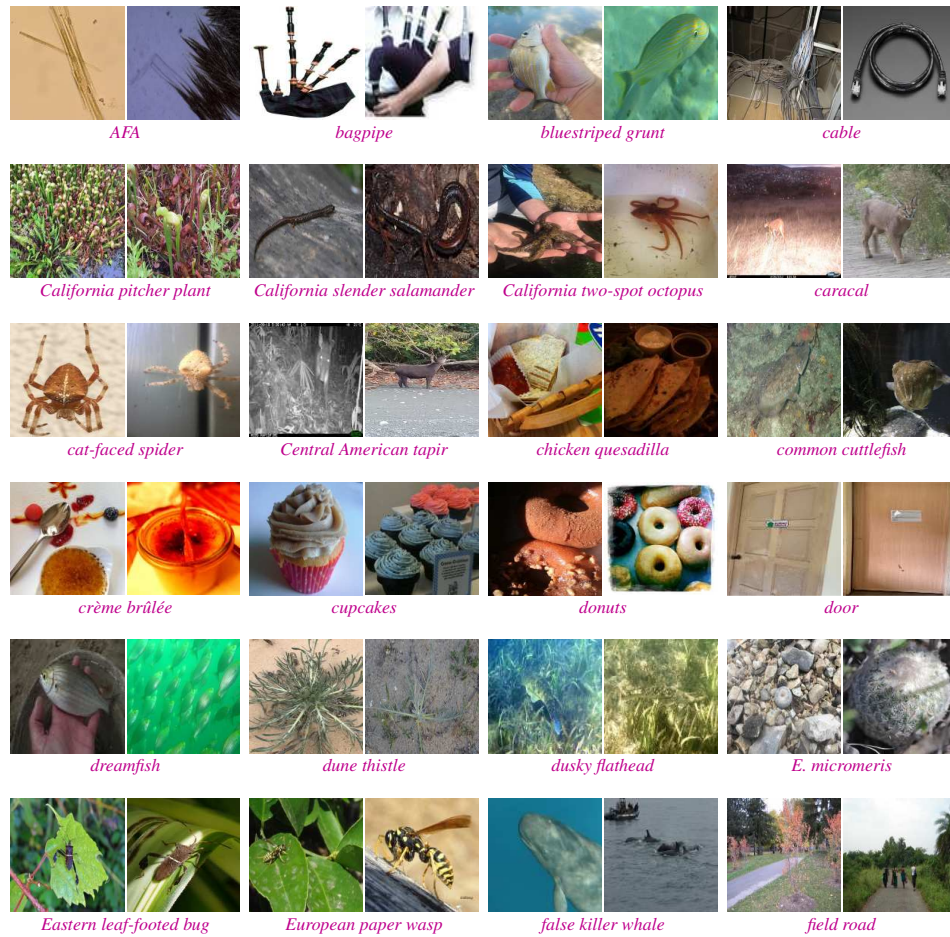 AFA
bagpipe
bluestriped grunt
cable
California pitcher plant
California slender salamander
California two-spot octopus
caracal
cat-faced spider
Central American tapir
chicken quesadilla
common cuttlefish
crème brûlée
cupcakes
donuts
door
dreamfish
dune thistle
dusky flathead
E. micromeris
Eastern leaf-footed bug
European paper wasp
false killer whale
field road